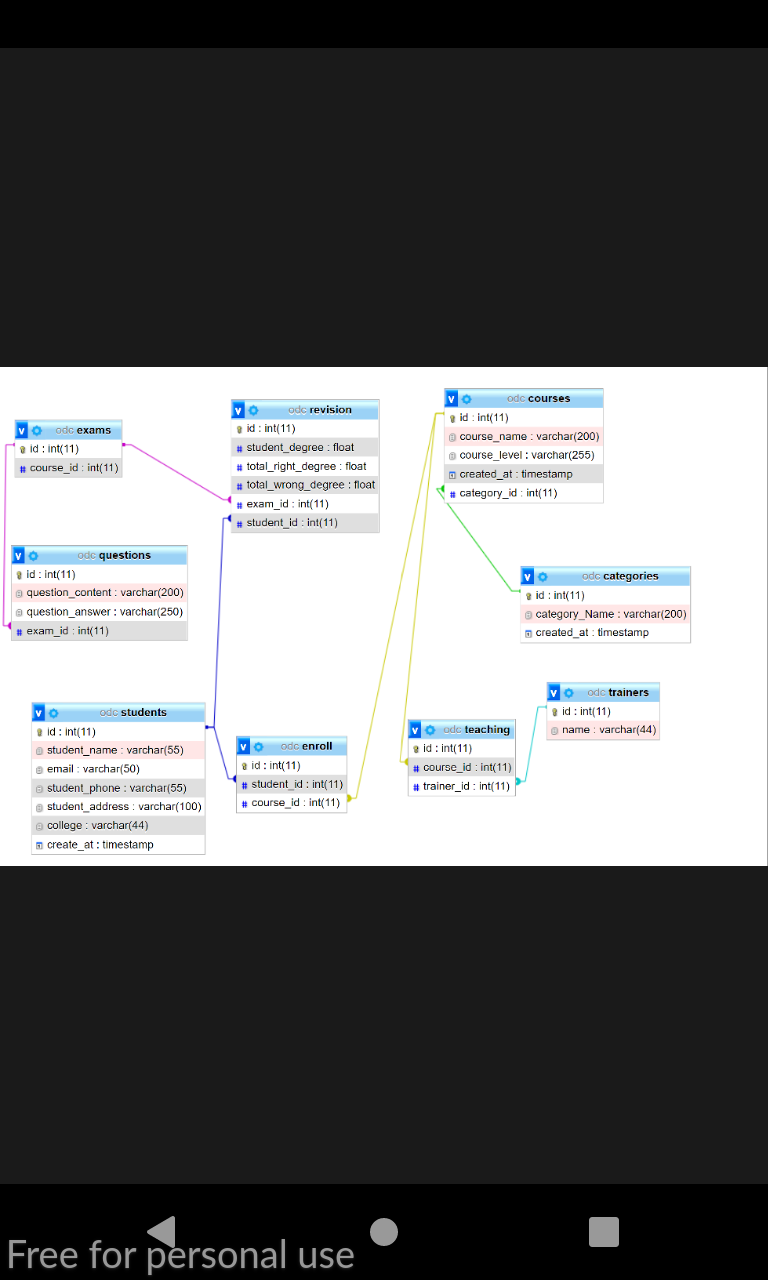 odc exams
id : int(11)
course_id : int(11)
odc revision
id : int(11)
student_degree : float
total_right_degree : float
total_wrong_degree : float
exam_id : int(11)
student_id : int(11)
odc courses
id : int(11)
course_name : varchar(200)
course_level : varchar(255)
created_at : timestamp
category_id : int(11)
odc questions
id : int(11)
question_content : varchar(200)
question_answer : varchar(250)
exam_id : int(11)
odc categories
id : int(11)
category_Name : varchar(200)
created_at : timestamp
odc students
id : int(11)
student_name : varchar(55)
email : varchar(50)
student_phone : varchar(55)
student_address : varchar(100)
college : varchar(44)
create_at : timestamp
odc enroll
id : int(11)
student_id : int(11)
course_id : int(11)
odc teaching
id : int(11)
course_id : int(11)
trainer_id : int(11)
odc trainers
id : int(11)
name : varchar(44)
Free for personal use